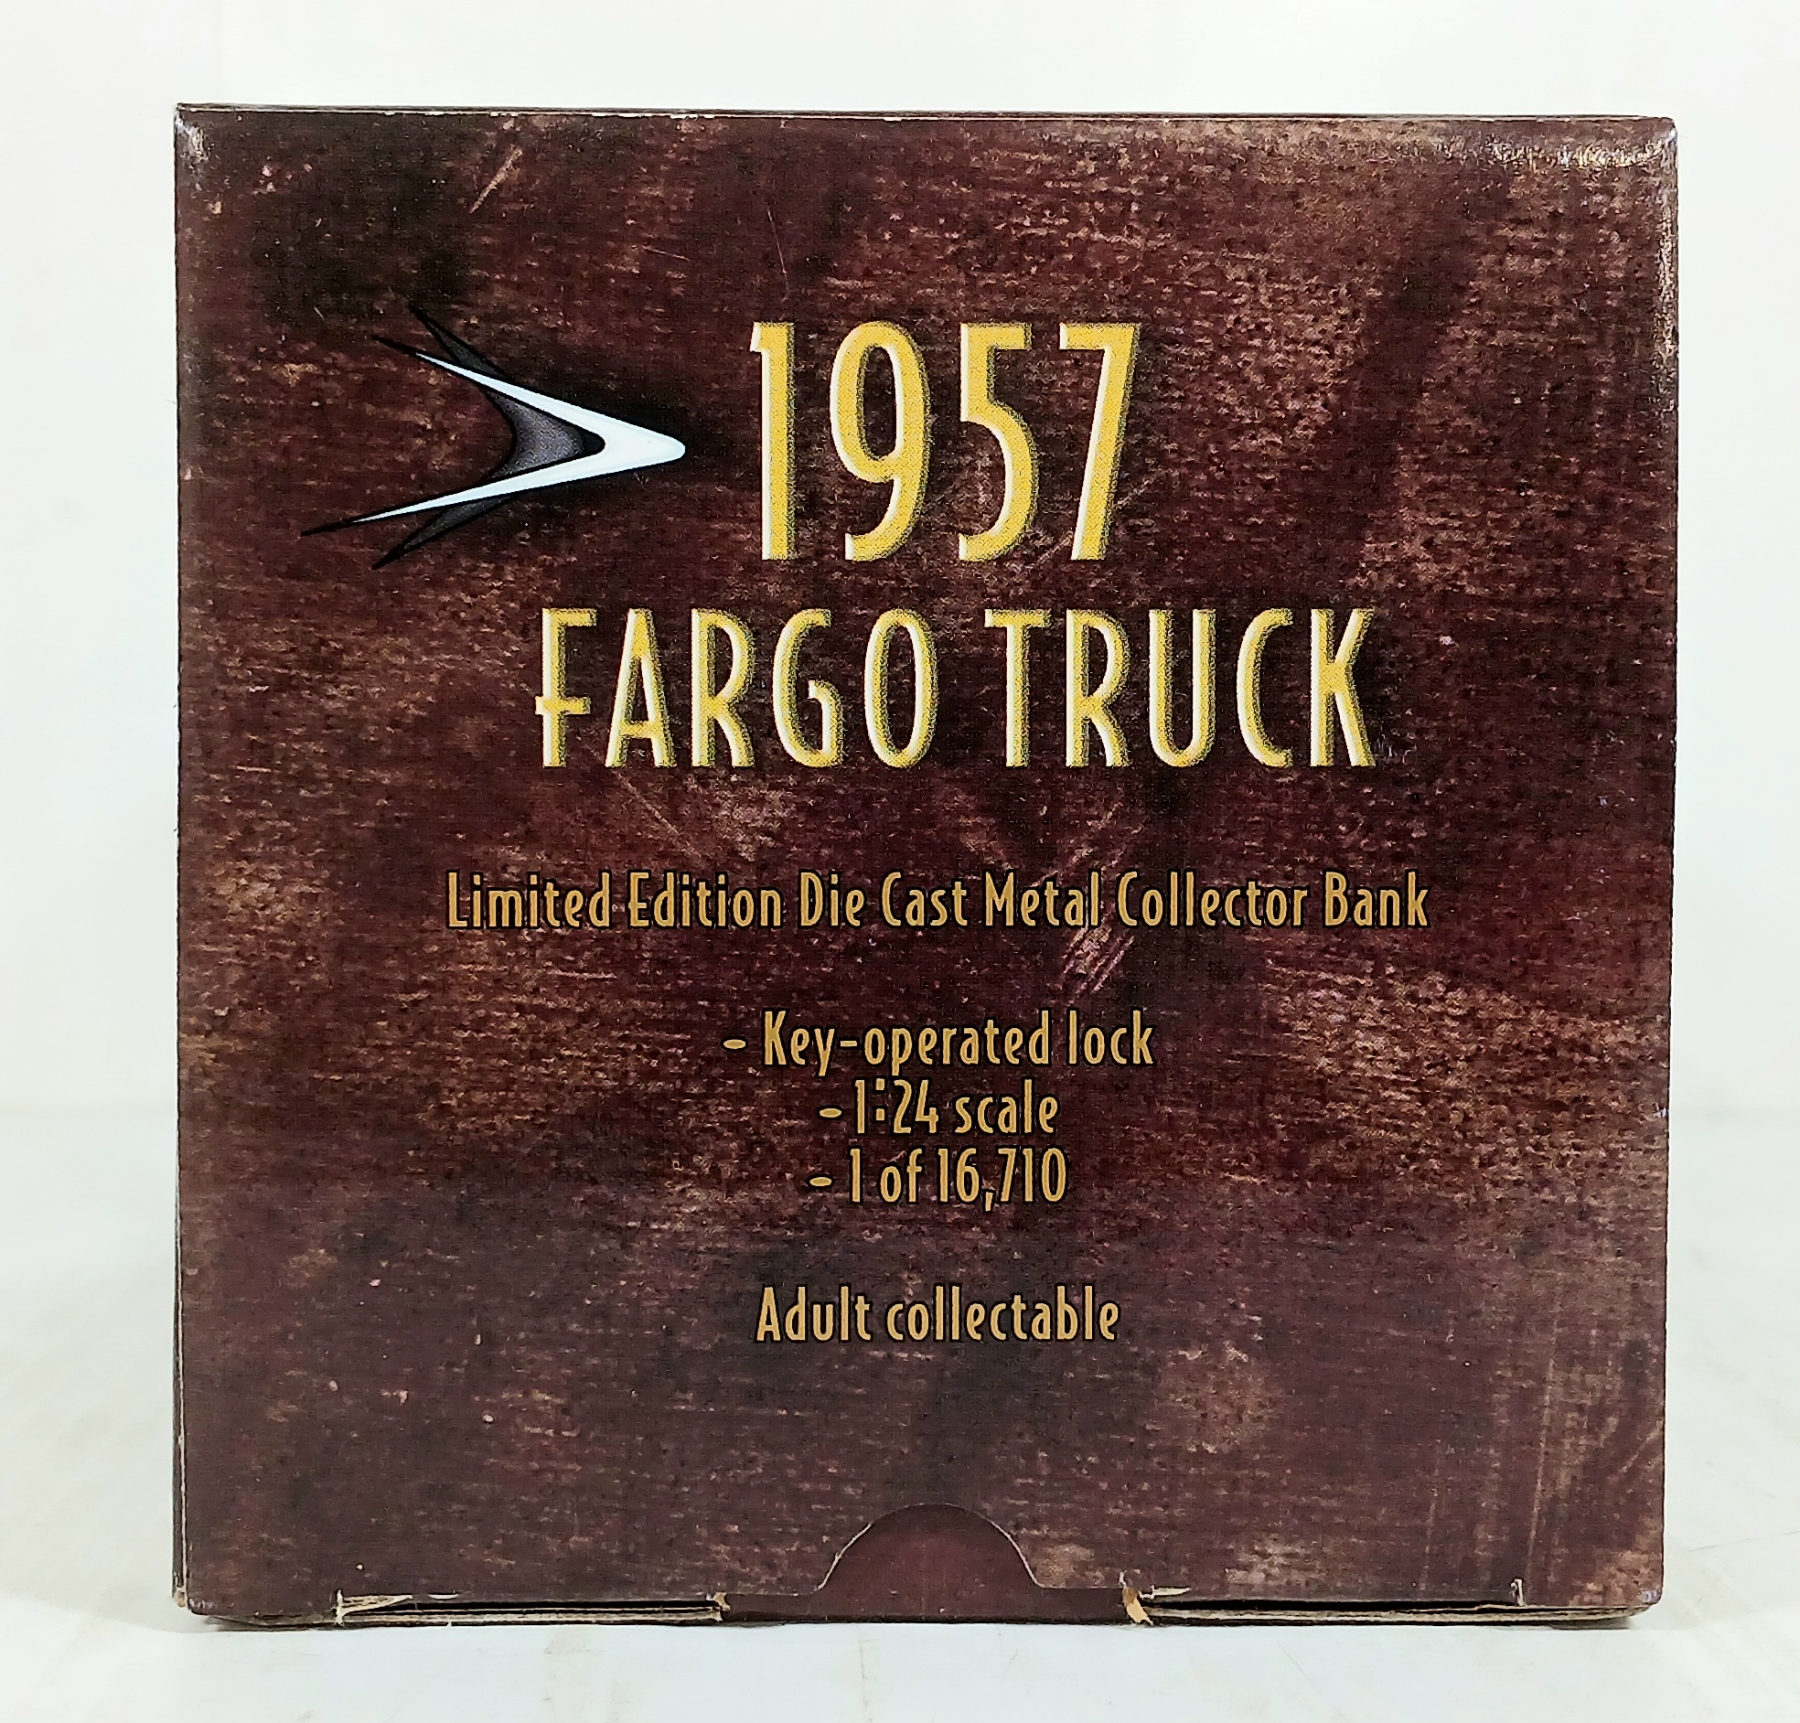 1957
FARGO TRUCK
Limited Edition Die Cast Metal Collector Bank
- Key-operated lock
- 1:24 scale
- 1 of 16,710
Adult collectable